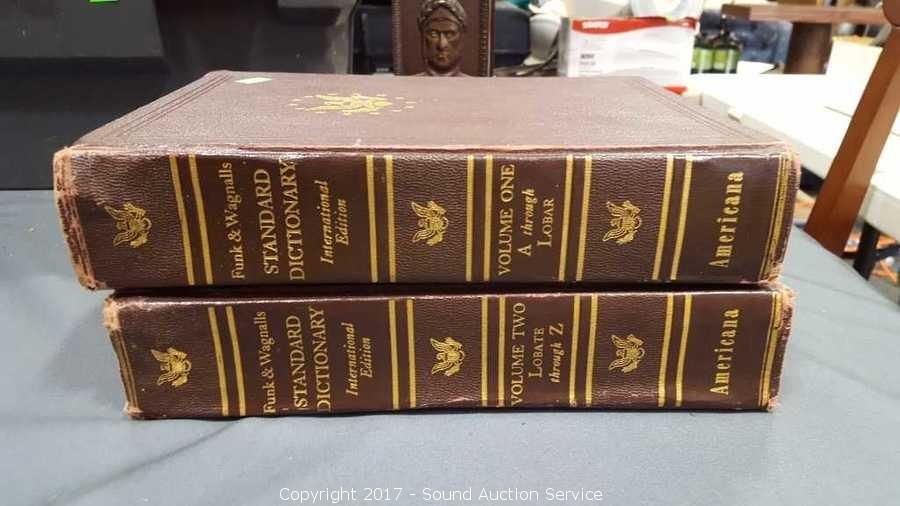 Funk & Wagnalls
STANDARD
DICTIONARY
International
Edition
VOLUME ONE
A through
LOBAR
Americana
Funk & Wagnalls
STANDARD
DICTIONARY
International
Edition
VOLUME TWO
LOBATE
through Z
Americana
Copyright 2017 - Sound Auction Service